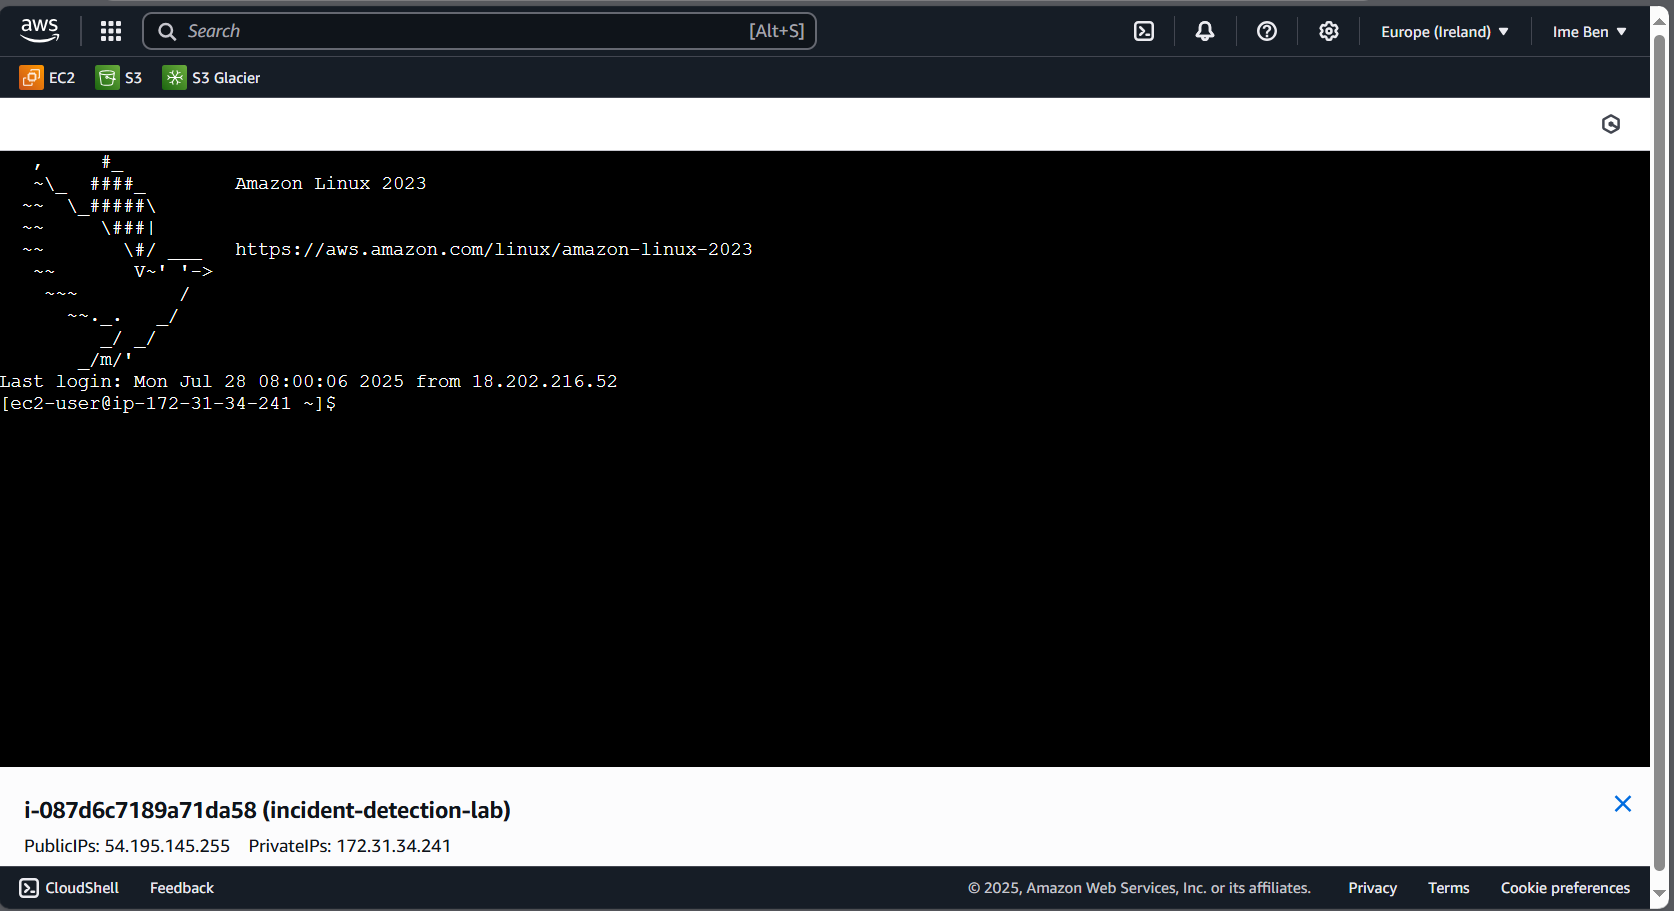 aws Search [Alt+S] Europe (Ireland) Ime Ben
EC2 S3 S3 Glacier
   ,     #_
   ~\_  ####_        Amazon Linux 2023
  ~~  \_#####\
  ~~     \###|
  ~~       \#/ ___   https://aws.amazon.com/linux/amazon-linux-2023
   ~~       V~' '->
    ~~~         /
      ~~._.   _/
         _/ _/
       _/m/'
Last login: Mon Jul 28 08:00:06 2025 from 18.202.216.52
[ec2-user@ip-172-31-34-241 ~]$
i-087d6c7189a71da58 (incident-detection-lab)
PublicIPs: 54.195.145.255 PrivateIPs: 172.31.34.241
CloudShell Feedback © 2025, Amazon Web Services, Inc. or its affiliates. Privacy Terms Cookie preferences